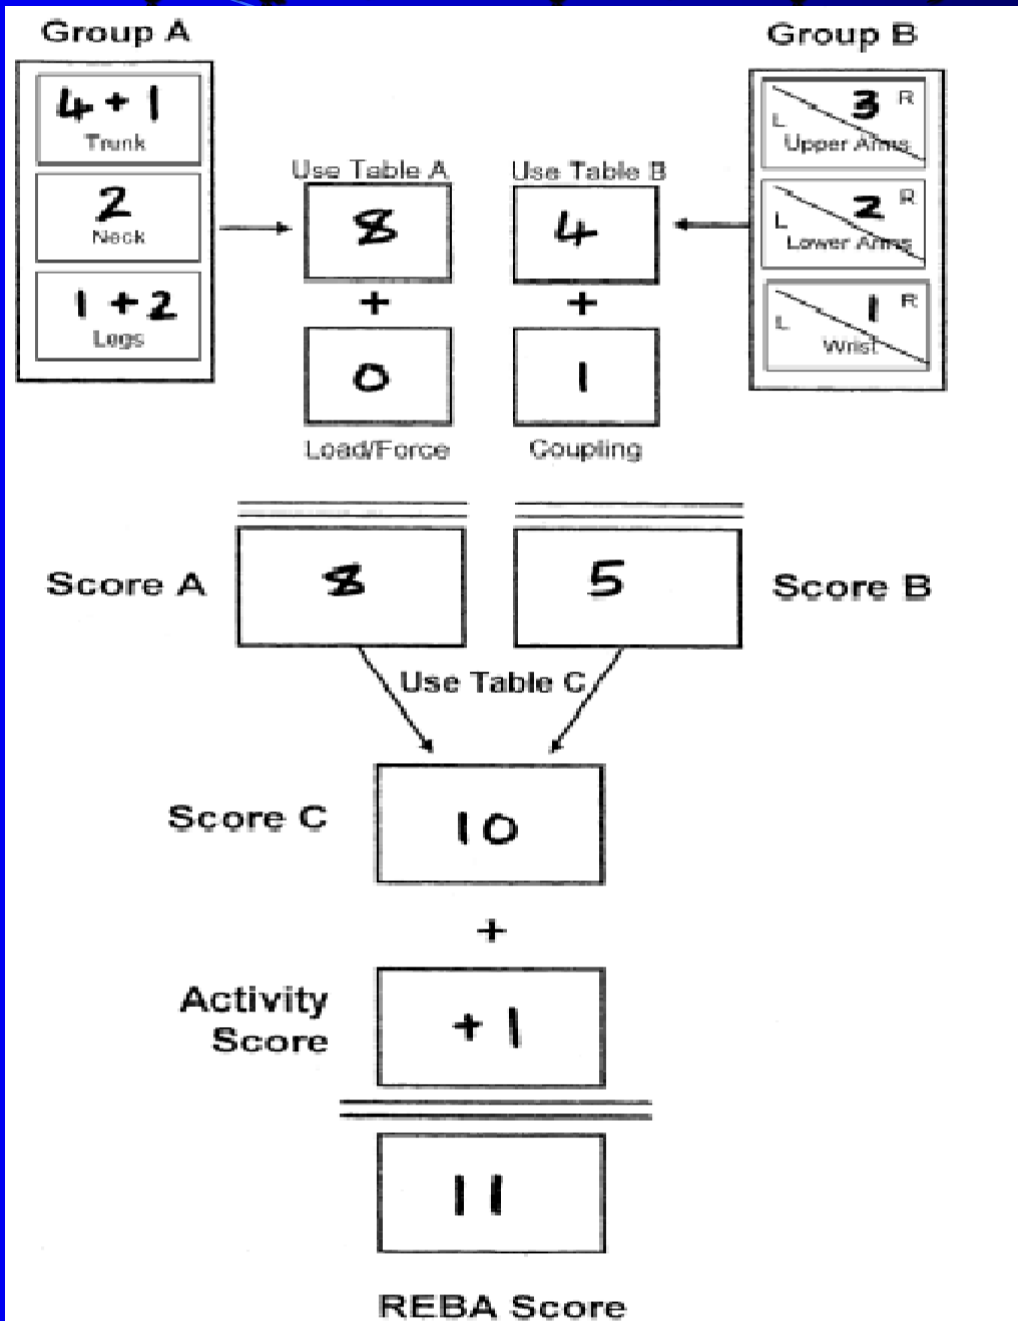 Group A
4 + 1
Trunk
2
Neck
1 + 2
Legs
Use Table A
8
+
0
Load/Force
Use Table B
4
+
1
Coupling
Group B
L 3 R
Upper Arms
L 2 R
Lower Arms
L 1 R
Wrist
Score A
8
5
Score B
Use Table C
Score C
10
+
Activity
Score
+ 1
11
REBA Score